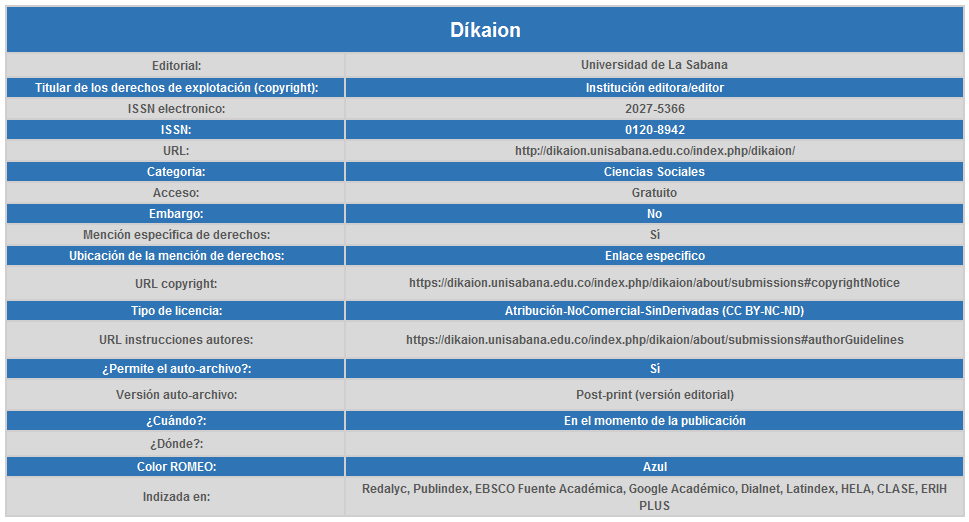 Díkaion
Editorial: Universidad de La Sabana
Titular de los derechos de explotación (copyright): Institución editora/editor
ISSN electronico: 2027-5366
ISSN: 0120-8942
URL: http://dikaion.unisabana.edu.co/index.php/dikaion/
Categoria: Ciencias Sociales
Acceso: Gratuito
Embargo: No
Mención específica de derechos: Sí
Ubicación de la mención de derechos: Enlace específico
URL copyright: https://dikaion.unisabana.edu.co/index.php/dikaion/about/submissions#copyrightNotice
Tipo de licencia: Atribución-NoComercial-SinDerivadas (CC BY-NC-ND)
URL instrucciones autores: https://dikaion.unisabana.edu.co/index.php/dikaion/about/submissions#authorGuidelines
¿Permite el auto-archivo?: Sí
Versión auto-archivo: Post-print (versión editorial)
¿Cuándo?: En el momento de la publicación
¿Dónde?:
Color ROMEO: Azul
Indizada en: Redalyc, Publindex, EBSCO Fuente Académica, Google Académico, Dialnet, Latindex, HELA, CLASE, ERIH
PLUS